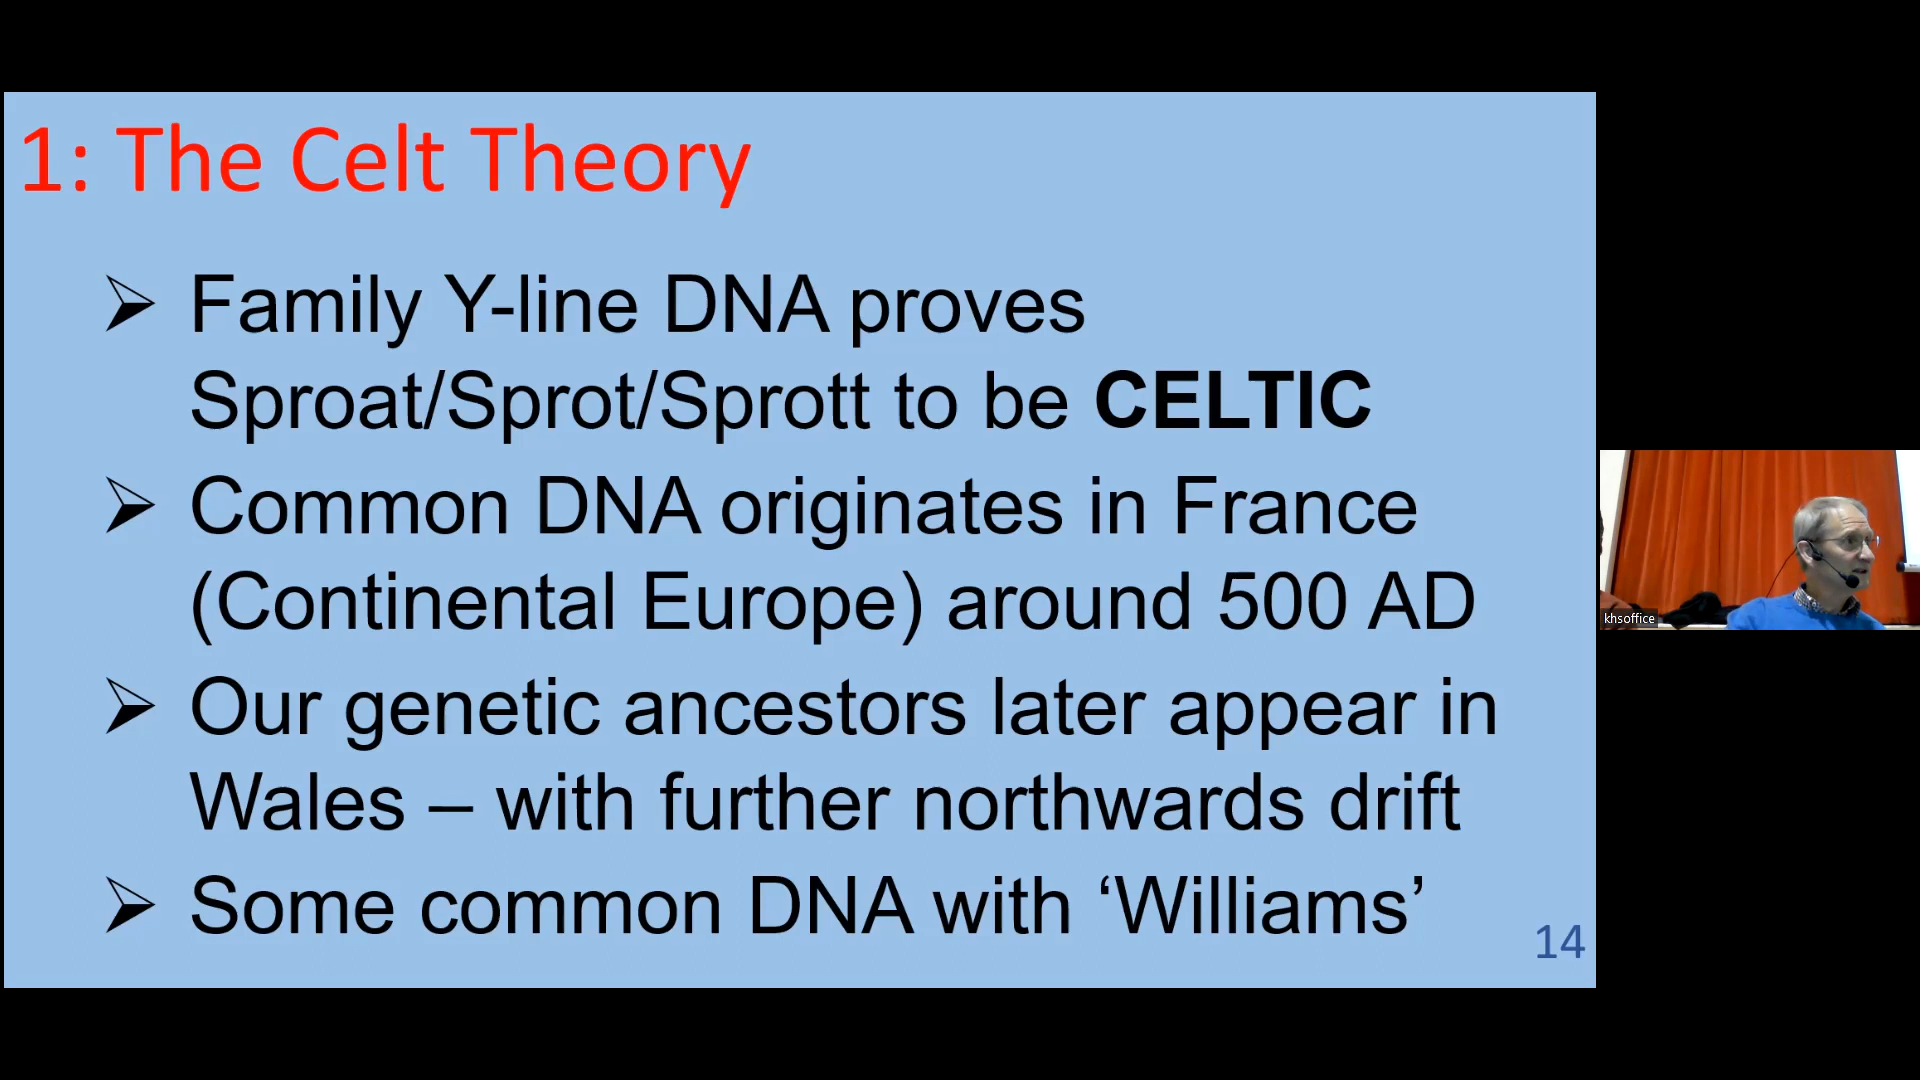 1: The Celt Theory
➢ Family Y-line DNA proves
Sproat/Sprot/Sprott to be CELTIC
➢ Common DNA originates in France
(Continental Europe) around 500 AD
➢ Our genetic ancestors later appear in
Wales – with further northwards drift
➢ Some common DNA with ‘Williams’
14
khsoffice